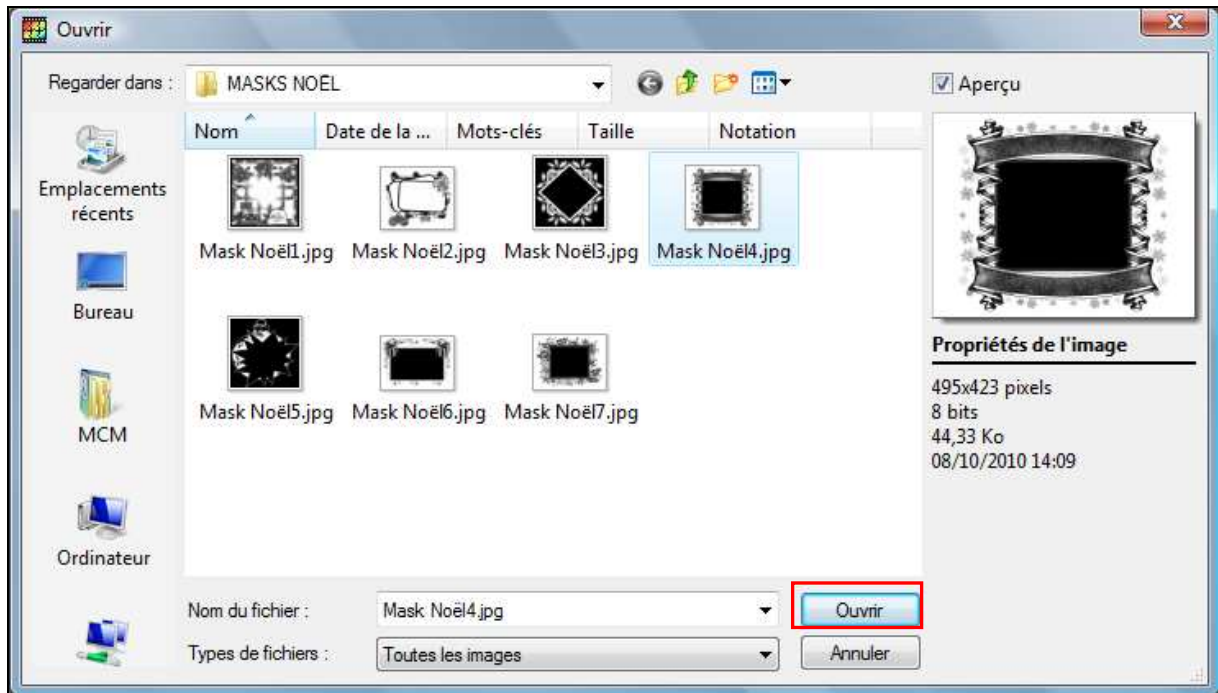 Ouvrir
Regarder dans :
MASKS NOËL
Aperçu
Nom
Date de la ...
Mots-clés
Taille
Notation
Emplacements
récents
Bureau
MCM
Ordinateur
Mask Noël1.jpg
Mask Noël2.jpg
Mask Noël3.jpg
Mask Noël4.jpg
Mask Noël5.jpg
Mask Noël6.jpg
Mask Noël7.jpg
Propriétés de l'image
495x423 pixels
8 bits
44,33 Ko
08/10/2010 14:09
Nom du fichier :
Mask Noël4.jpg
Ouvrir
Types de fichiers :
Toutes les images
Annuler